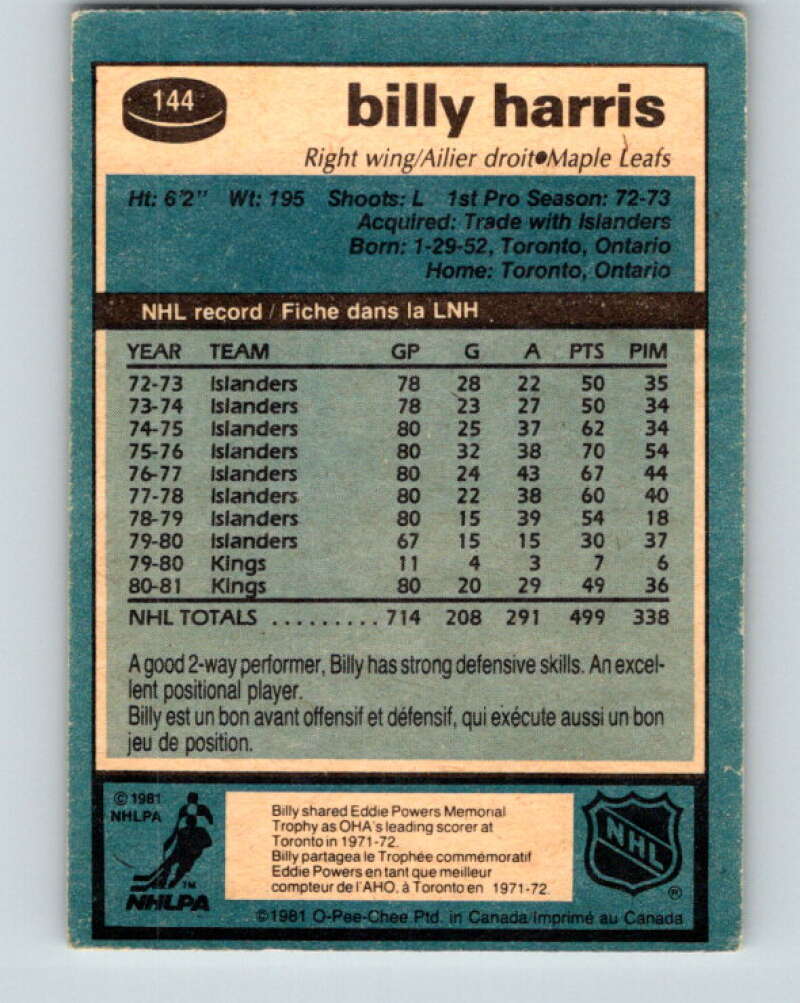 144
billy harris
Right wing/Ailier droit●Maple Leafs
Ht: 6'2" Wt: 195 Shoots: L 1st Pro Season: 72-73
Acquired: Trade with Islanders
Born: 1-29-52, Toronto, Ontario
Home: Toronto, Ontario
NHL record / Fiche dans la LNH
YEAR TEAM GP G A PTS PIM
72-73 Islanders 78 28 22 50 35
73-74 Islanders 78 23 27 50 34
74-75 Islanders 80 25 37 62 34
75-76 Islanders 80 32 38 70 54
76-77 Islanders 80 24 43 67 44
77-78 Islanders 80 22 38 60 40
78-79 Islanders 80 15 39 54 18
79-80 Islanders 67 15 15 30 37
79-80 Kings 11 4 3 7 6
80-81 Kings 80 20 29 49 36
NHL TOTALS ......... 714 208 291 499 338
A good 2-way performer, Billy has strong defensive skills. An excel-
lent positional player.
Billy est un bon avant offensif et défensif, qui exécute aussi un bon
jeu de position.
© 1981
NHLPA
TM
NHLPA
Billy shared Eddie Powers Memorial
Trophy as OHA's leading scorer at
Toronto in 1971-72.
Billy partagea le Trophée commémoratif
Eddie Powers en tant que meilleur
compteur de l'AHO, à Toronto en 1971-72.
NHL
®
©1981 O-Pee-Chee Ptd. in Canada/Imprimé au Canada